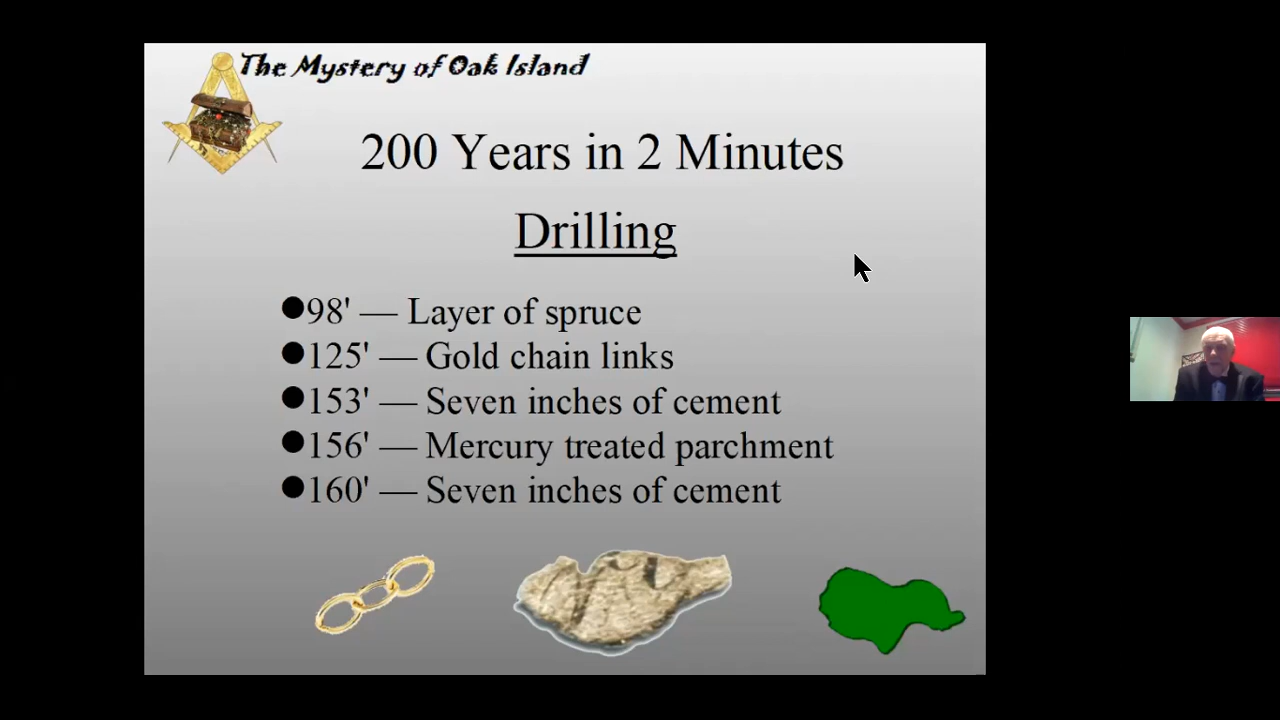 The Mystery of Oak Island
200 Years in 2 Minutes
Drilling
●98' — Layer of spruce
●125' — Gold chain links
●153' — Seven inches of cement
●156' — Mercury treated parchment
●160' — Seven inches of cement